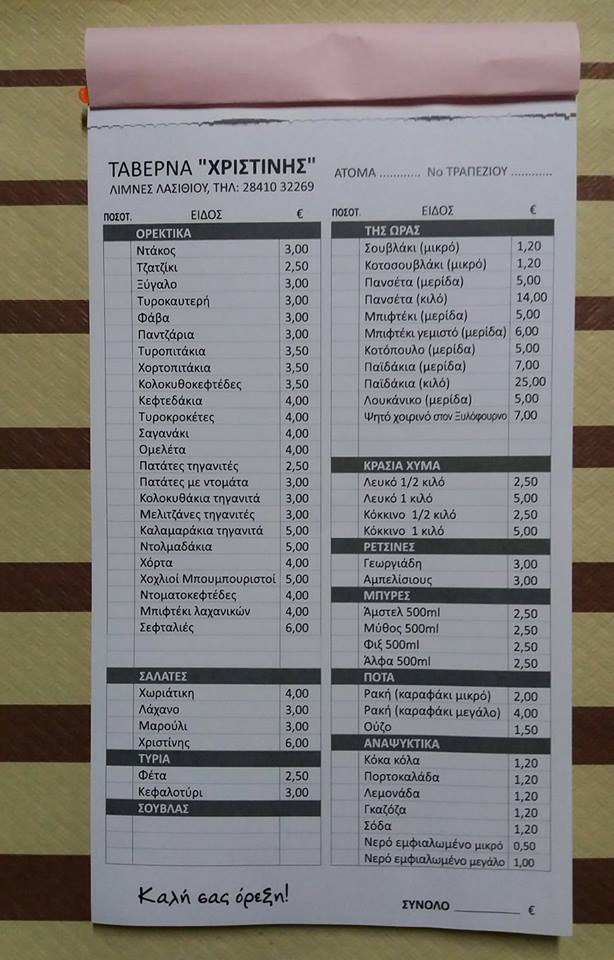 ΤΑΒΕΡΝΑ "ΧΡΙΣΤΙΝΗΣ"
ΛΙΜΝΕΣ ΛΑΣΙΘΙΟΥ, ΤΗΛ: 28410 32269
ΑΤΟΜΑ ............ Νο ΤΡΑΠΕΖΙΟΥ ............
ΠΟΣΟΤ. ΕΙΔΟΣ €
ΟΡΕΚΤΙΚΑ
Ντάκος 3,00
Τζατζίκι 2,50
Ξύγαλο 3,00
Τυροκαυτερή 3,00
Φάβα 3,00
Παντζάρια 3,00
Τυροπιτάκια 3,50
Χορτοπιτάκια 3,50
Κολοκυθοκεφτέδες 3,50
Κεφτεδάκια 4,00
Τυροκροκέτες 4,00
Σαγανάκι 4,00
Ομελέτα 4,00
Πατάτες τηγανιτές 2,50
Πατάτες με ντομάτα 3,00
Κολοκυθάκια τηγανιτά 3,00
Μελιτζάνες τηγανιτές 3,00
Καλαμαράκια τηγανιτά 5,00
Ντολμαδάκια 5,00
Χόρτα 4,00
Χοχλιοί Μπουμπουριστοί 5,00
Ντοματοκεφτέδες 4,00
Μπιφτέκι λαχανικών 4,00
Σεφταλιές 6,00
ΣΑΛΑΤΕΣ
Χωριάτικη 4,00
Λάχανο 3,00
Μαρούλι 3,00
Χριστίνης 6,00
ΤΥΡΙΑ
Φέτα 2,50
Κεφαλοτύρι 3,00
ΣΟΥΒΛΑΣ
ΠΟΣΟΤ. ΕΙΔΟΣ €
ΤΗΣ ΩΡΑΣ
Σουβλάκι (μικρό) 1,20
Κοτοσουβλάκι (μικρό) 1,20
Πανσέτα (μερίδα) 5,00
Πανσέτα (κιλό) 14,00
Μπιφτέκι (μερίδα) 5,00
Μπιφτέκι γεμιστό (μερίδα) 6,00
Κοτόπουλο (μερίδα) 5,00
Παϊδάκια (μερίδα) 7,00
Παϊδάκια (κιλό) 25,00
Λουκάνικο (μερίδα) 5,00
Ψητό χοιρινό στον Ξυλόφουρνο 7,00
ΚΡΑΣΙΑ ΧΥΜΑ
Λευκό 1/2 κιλό 2,50
Λευκό 1 κιλό 5,00
Κόκκινο 1/2 κιλό 2,50
Κόκκινο 1 κιλό 5,00
ΡΕΤΣΙΝΕΣ
Γεωργιάδη 3,00
Αμπελίσιους 3,00
ΜΠΥΡΕΣ
Άμστελ 500ml 2,50
Μύθος 500ml 2,50
Φιξ 500ml 2,50
Άλφα 500ml 2,50
ΠΟΤΑ
Ρακή (καραφάκι μικρό) 2,00
Ρακή (καραφάκι μεγάλο) 4,00
Ούζο 1,50
ΑΝΑΨΥΚΤΙΚΑ
Κόκα κόλα 1,20
Πορτοκαλάδα 1,20
Λεμονάδα 1,20
Γκαζόζα 1,20
Σόδα 1,20
Νερό εμφιαλωμένο μικρό 0,50
Νερό εμφιαλωμένο μεγάλο 1,00
Καλή σας όρεξη!
ΣΥΝΟΛΟ __________ €